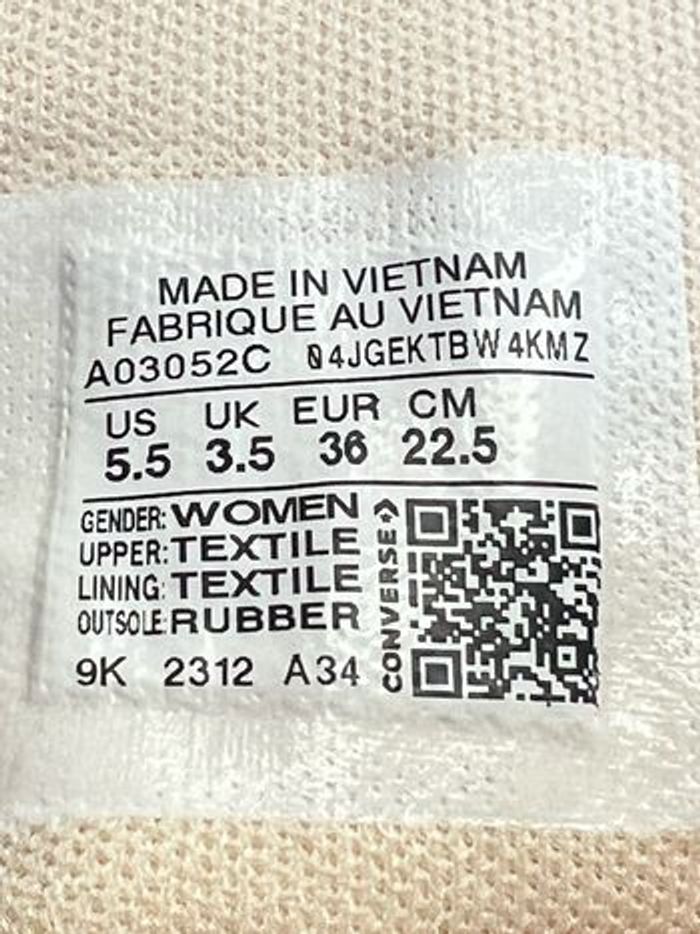 MADE IN VIETNAM
FABRIQUE AU VIETNAM
A03052C 04JGEKTBW4KMZ
US UK EUR CM
5.5 3.5 36 22.5
GENDER: WOMEN
UPPER: TEXTILE
LINING: TEXTILE
OUTSOLE: RUBBER
9K 2312 A34
CONVERSE